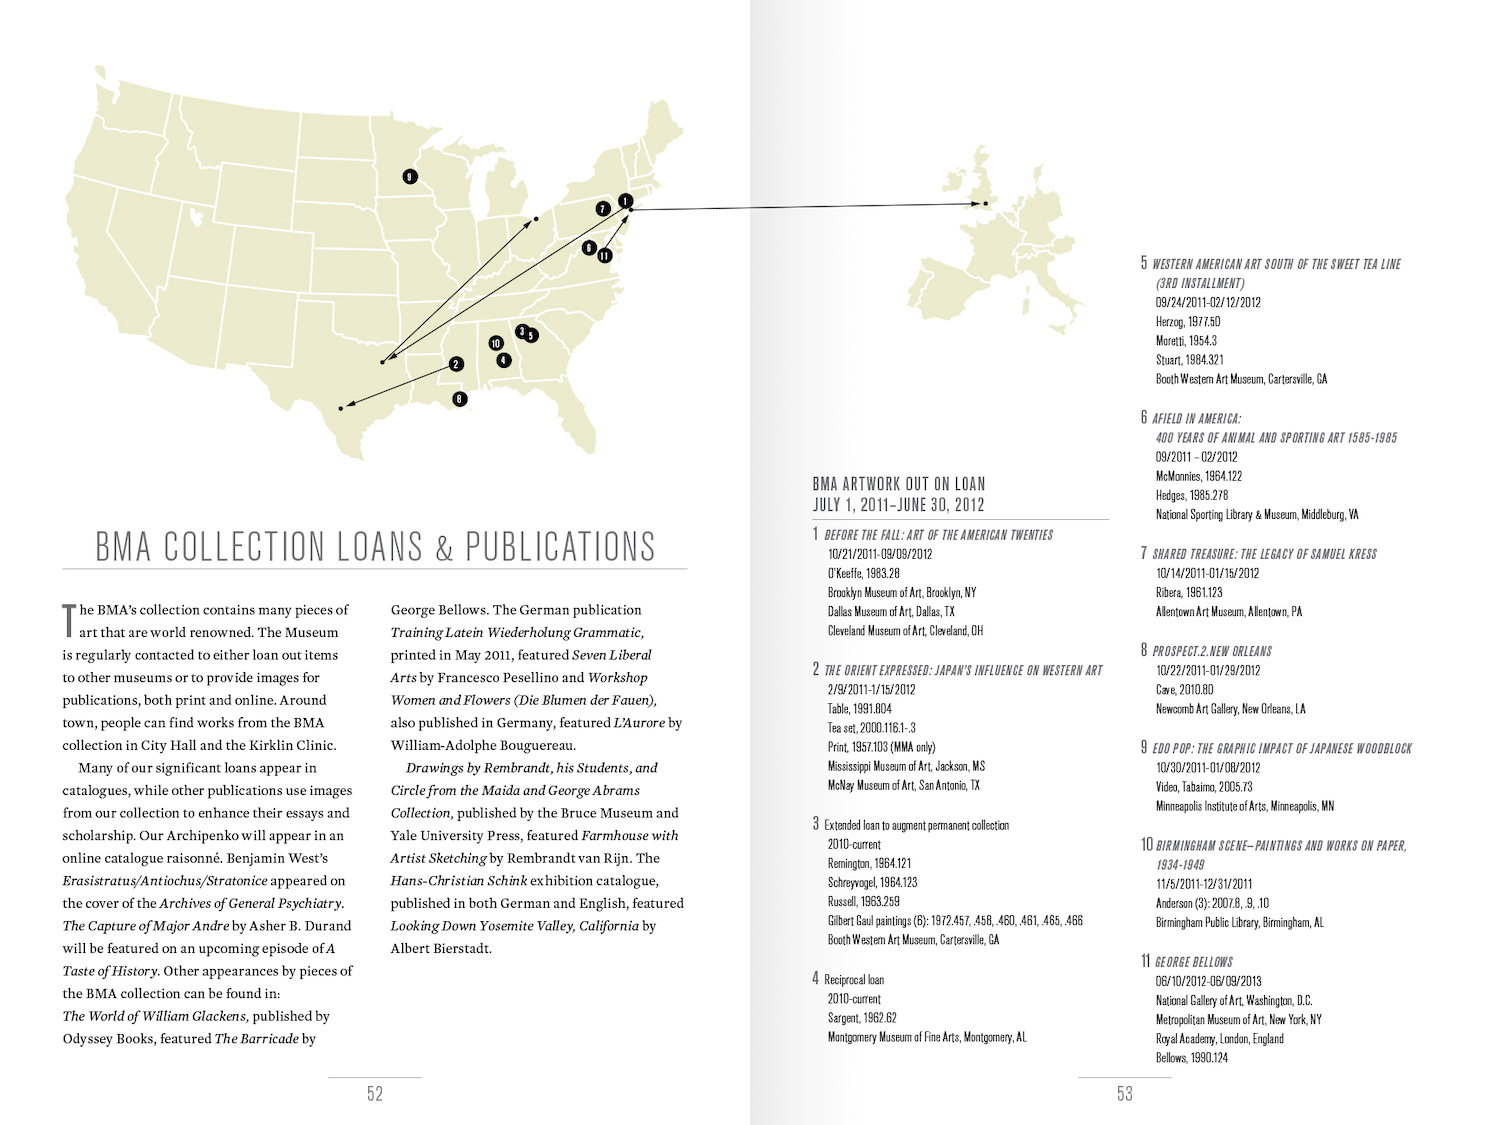 9
1
7
6
11
3
5
10
4
2
8
BMA COLLECTION LOANS & PUBLICATIONS
The BMA's collection contains many pieces of
art that are world renowned. The Museum
is regularly contacted to either loan out items
to other museums or to provide images for
publications, both print and online. Around
town, people can find works from the BMA
collection in City Hall and the Kirklin Clinic.
Many of our significant loans appear in
catalogues, while other publications use images
from our collection to enhance their essays and
scholarship. Our Archipenko will appear in an
online catalogue raisonné. Benjamin West's
Erasistratus/Antiochus/Stratonice appeared on
the cover of the Archives of General Psychiatry.
The Capture of Major Andre by Asher B. Durand
will be featured on an upcoming episode of A
Taste of History. Other appearances by pieces of
the BMA collection can be found in:
The World of William Glackens, published by
Odyssey Books, featured The Barricade by
George Bellows. The German publication
Training Latein Wiederholung Grammatic,
printed in May 2011, featured Seven Liberal
Arts by Francesco Pesellino and Workshop
Women and Flowers (Die Blumen der Fauen),
also published in Germany, featured L'Aurore by
William-Adolphe Bouguereau.
Drawings by Rembrandt, his Students, and
Circle from the Maida and George Abrams
Collection, published by the Bruce Museum and
Yale University Press, featured Farmhouse with
Artist Sketching by Rembrandt van Rijn. The
Hans-Christian Schink exhibition catalogue,
published in both German and English, featured
Looking Down Yosemite Valley, California by
Albert Bierstadt.
52
BMA ARTWORK OUT ON LOAN
JULY 1, 2011–JUNE 30, 2012
1 BEFORE THE FALL: ART OF THE AMERICAN TWENTIES
10/21/2011-09/09/2012
O'Keeffe, 1983.28
Brooklyn Museum of Art, Brooklyn, NY
Dallas Museum of Art, Dallas, TX
Cleveland Museum of Art, Cleveland, OH
2 THE ORIENT EXPRESSED: JAPAN'S INFLUENCE ON WESTERN ART
2/9/2011-1/15/2012
Table, 1991.804
Tea set, 2000.116.1-.3
Print, 1957.103 (MMA only)
Mississippi Museum of Art, Jackson, MS
McNay Museum of Art, San Antonio, TX
3 Extended loan to augment permanent collection
2010-current
Remington, 1964.121
Schreyvogel, 1964.123
Russell, 1963.259
Gilbert Gaul paintings (6): 1972.457, .458, .460, .461, .465, .466
Booth Western Art Museum, Cartersville, GA
4 Reciprocal loan
2010-current
Sargent, 1962.62
Montgomery Museum of Fine Arts, Montgomery, AL
5 WESTERN AMERICAN ART SOUTH OF THE SWEET TEA LINE
(3RD INSTALLMENT)
09/24/2011-02/12/2012
Herzog, 1977.50
Moretti, 1954.3
Stuart, 1984.321
Booth Western Art Museum, Cartersville, GA
6 AFIELD IN AMERICA:
400 YEARS OF ANIMAL AND SPORTING ART 1585-1985
09/2011 – 02/2012
McMonnies, 1964.122
Hedges, 1985.278
National Sporting Library & Museum, Middleburg, VA
7 SHARED TREASURE: THE LEGACY OF SAMUEL KRESS
10/14/2011-01/15/2012
Ribera, 1961.123
Allentown Art Museum, Allentown, PA
8 PROSPECT.2.NEW ORLEANS
10/22/2011-01/29/2012
Cave, 2010.80
Newcomb Art Gallery, New Orleans, LA
9 EDO POP: THE GRAPHIC IMPACT OF JAPANESE WOODBLOCK
10/30/2011-01/08/2012
Video, Tabaimo, 2005.73
Minneapolis Institute of Arts, Minneapolis, MN
10 BIRMINGHAM SCENE–PAINTINGS AND WORKS ON PAPER,
1934-1949
11/5/2011-12/31/2011
Anderson (3): 2007.8, .9, .10
Birmingham Public Library, Birmingham, AL
11 GEORGE BELLOWS
06/10/2012-06/09/2013
National Gallery of Art, Washington, D.C.
Metropolitan Museum of Art, New York, NY
Royal Academy, London, England
Bellows, 1990.124
53